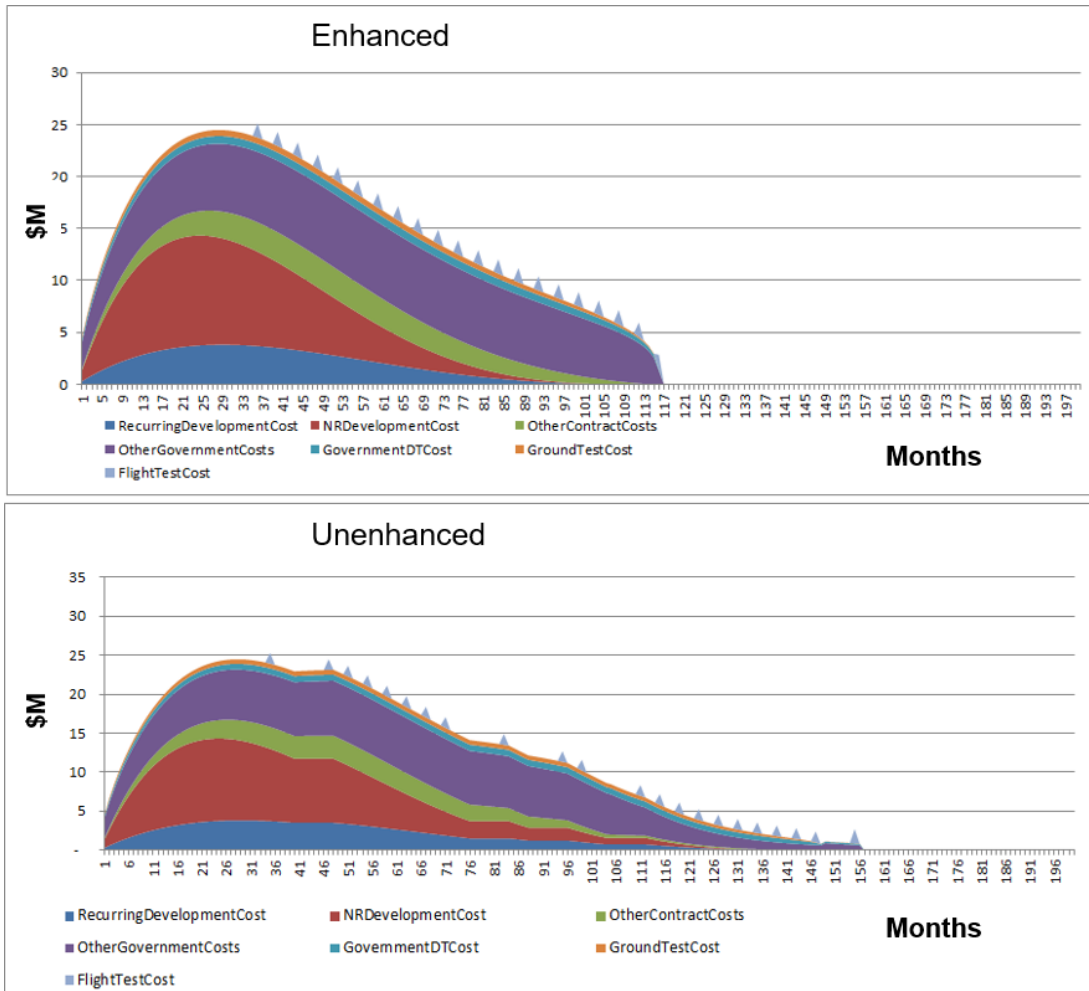 Enhanced
30
25
20
5
10
5
0
$M
1 5 9 13 17 21 25 29 33 37 41 45 49 53 57 61 65 69 73 77 81 85 89 93 97 101 105 109 113 117 121 125 129 133 137 141 145 149 153 157 161 165 169 173 177 181 185 189 193 197
RecurringDevelopmentCost NRDevelopmentCost OtherContractCosts
OtherGovernmentCosts GovernmentDTCost GroundTestCost
FlightTestCost
Months
Unenhanced
35
30
25
20
15
10
5
-
$M
1 6 11 16 21 26 31 36 41 46 51 56 61 66 71 76 81 86 91 96 101 106 111 116 121 126 131 136 141 146 151 156 161 166 171 176 181 186 191 196
RecurringDevelopmentCost NRDevelopmentCost OtherContractCosts
OtherGovernmentCosts GovernmentDTCost GroundTestCost
FlightTestCost
Months